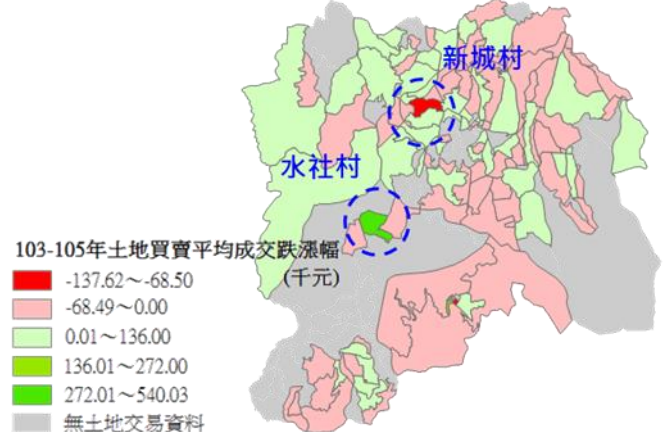 新城村
水社村
103-105年土地買賣平均成交跌漲幅
(千元)
-137.62～-68.50
-68.49～0.00
0.01～136.00
136.01～272.00
272.01～540.03
無土地交易資料